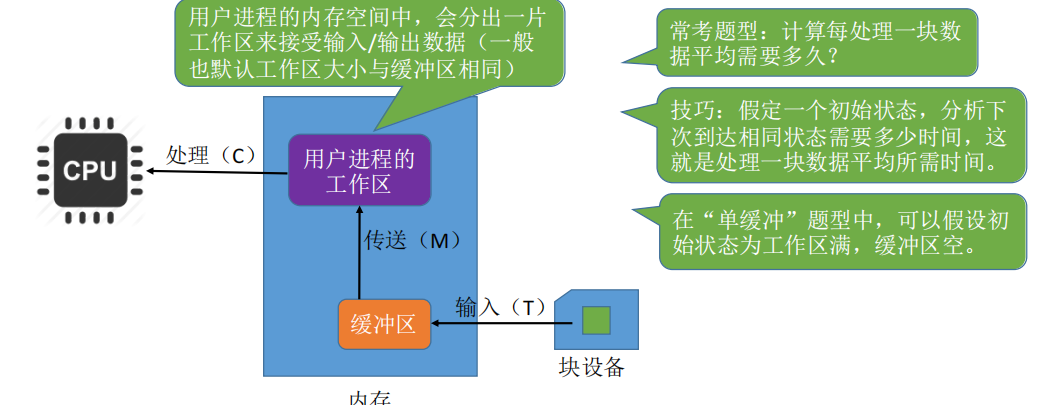 用户进程的内存空间中，会分出一片
工作区来接受输入/输出数据（一般
也默认工作区大小与缓冲区相同）
常考题型：计算每处理一块数
据平均需要多久？
技巧：假定一个初始状态，分析下
次到达相同状态需要多少时间，这
就是处理一块数据平均所需时间。
在“单缓冲”题型中，可以假设初
始状态为工作区满，缓冲区空。
CPU
处理（C）
用户进程的
工作区
传送（M）
缓冲区
输入（T）
块设备
内存